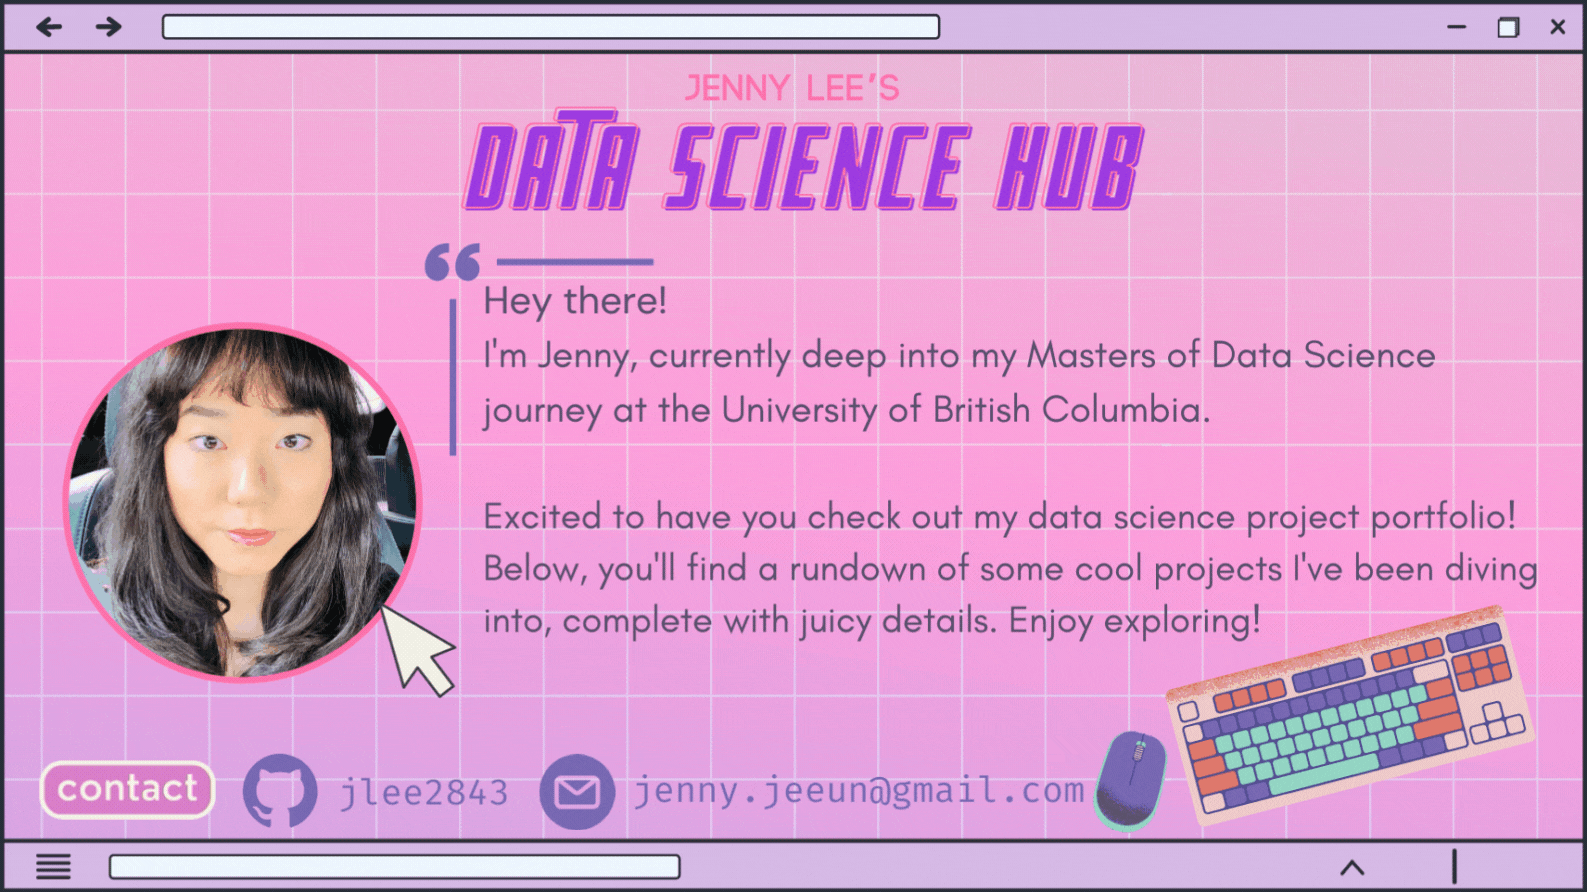 JENNY LEE'S
DATA SCIENCE HUB
Hey there!
I'm Jenny, currently deep into my Masters of Data Science
journey at the University of British Columbia.
Excited to have you check out my data science project portfolio!
Below, you'll find a rundown of some cool projects I've been diving
into, complete with juicy details. Enjoy exploring!
contact jlee2843 jenny.jeeun@gmail.com